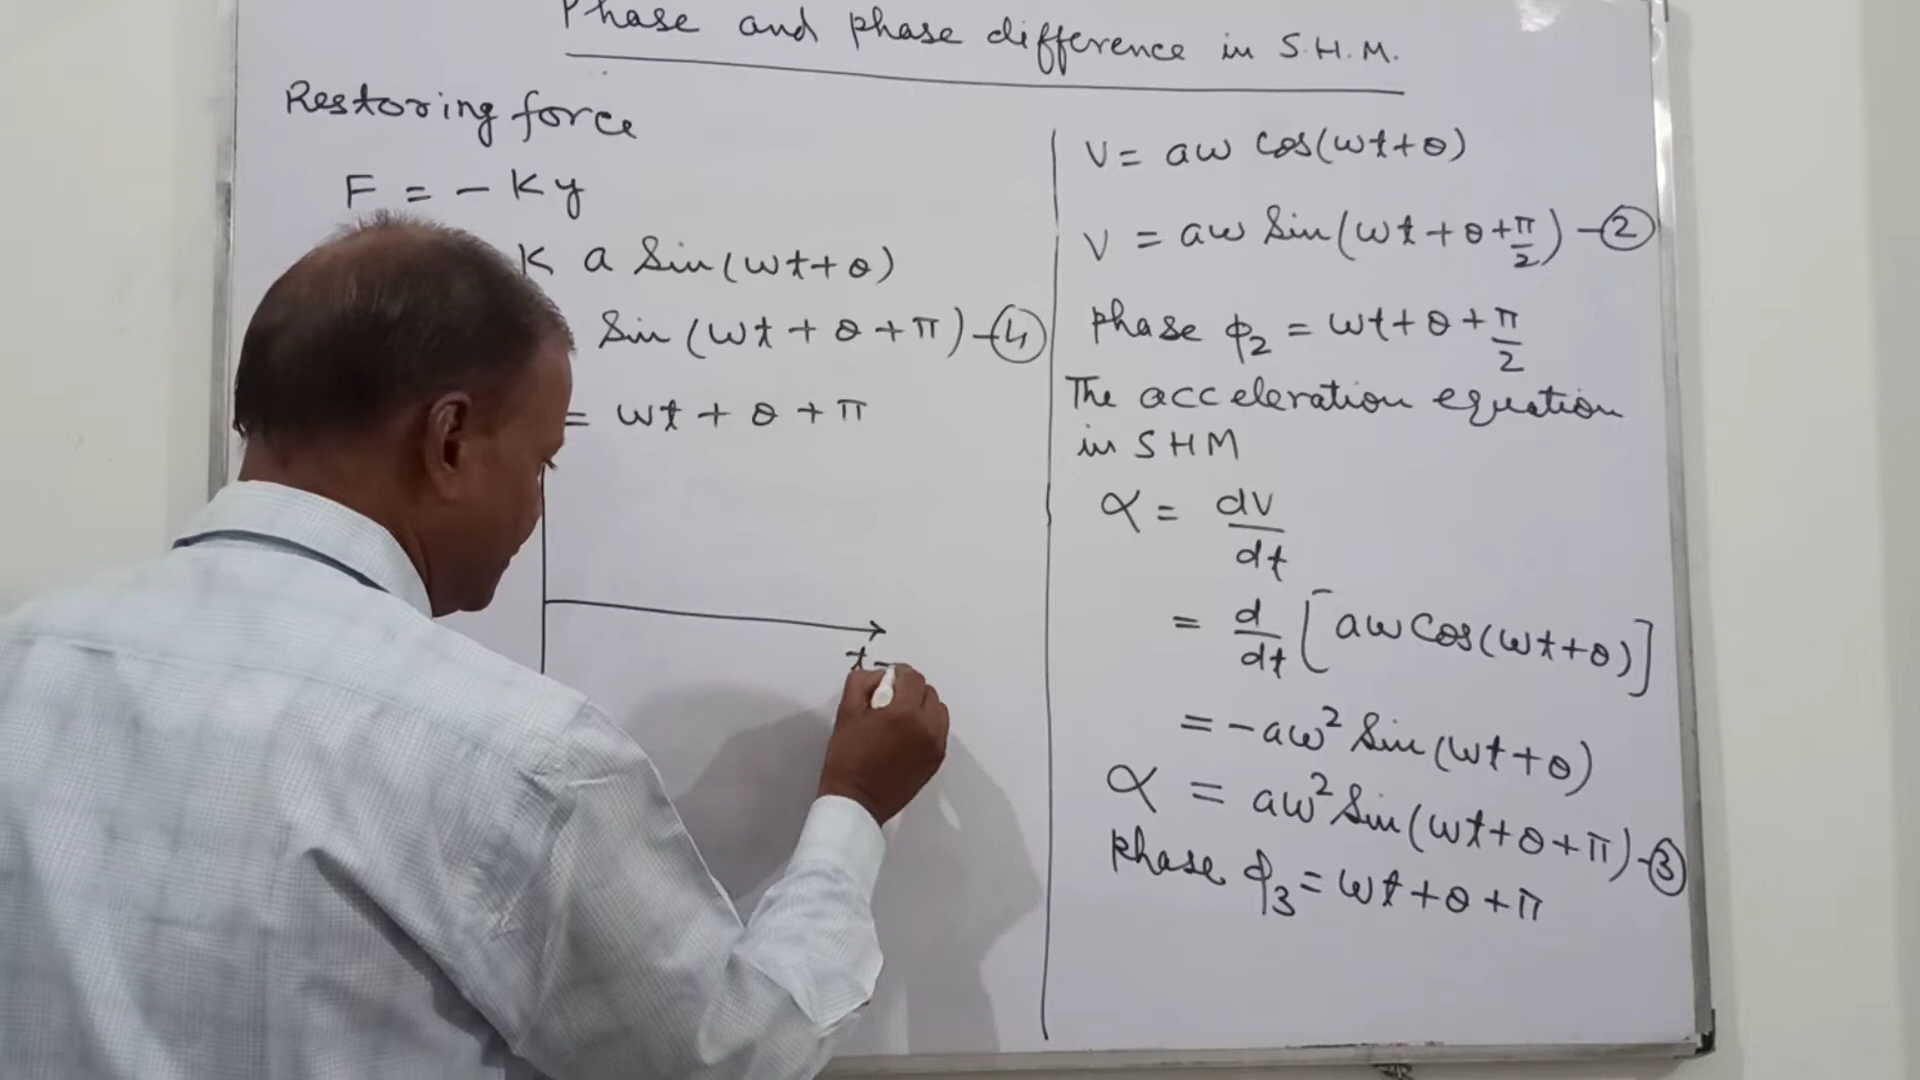 Phase and phase difference in S.H.M.
Restoring force
F = - Ky
K a Sin(ωt+θ)
Sin (ωt + θ + π) - ④
= ωt + θ + π
t
V = aω Cos(ωt+θ)
V = aω Sin(ωt + θ + π/2) - ②
Phase ϕ₂ = ωt + θ + π/2
The acceleration equation
in SHM
α = dv/dt
= d/dt [aω Cos(ωt+θ)]
= -aω² Sin(ωt+θ)
α = aω² Sin(ωt+θ+π) - ③
Phase ϕ₃ = ωt + θ + π